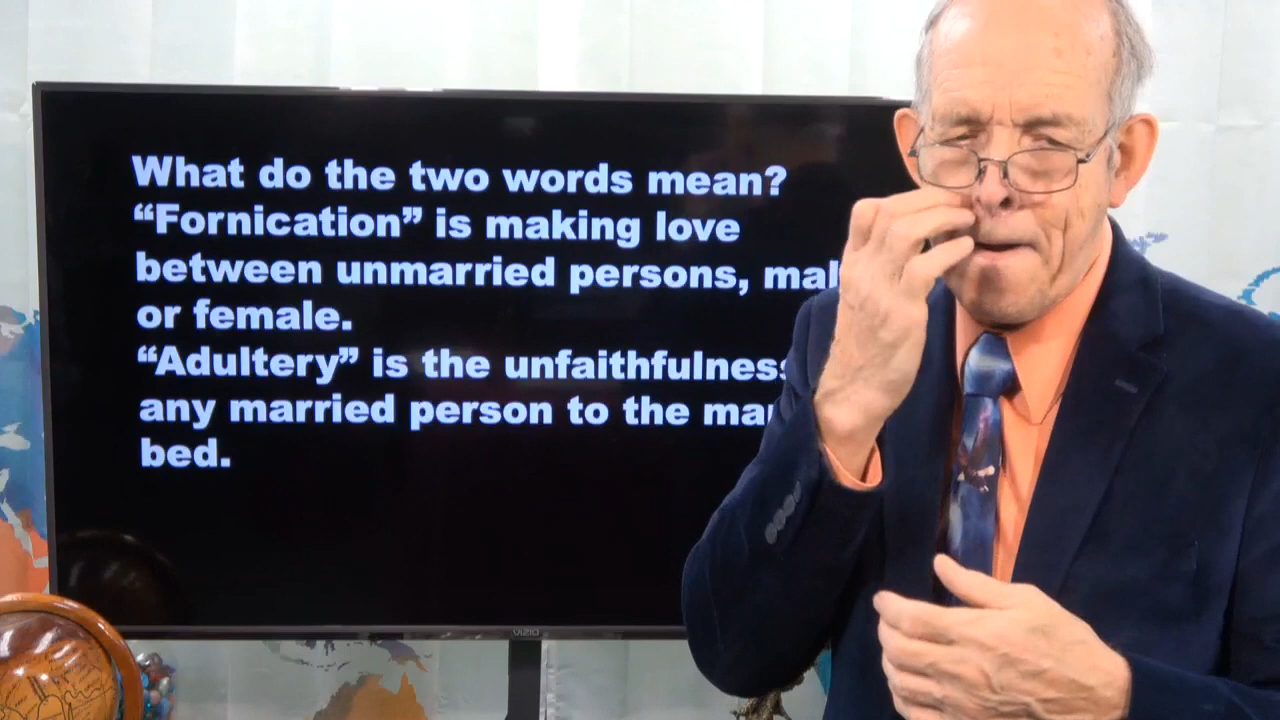 What do the two words mean?
“Fornication” is making love
between unmarried persons,
or female.
“Adultery” is the unfaithfulness
any married person to the
bed.
VIZIO